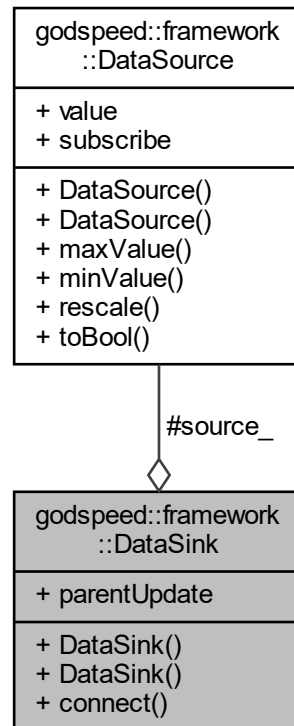 godspeed::framework
::DataSource
+ value
+ subscribe
+ DataSource()
+ DataSource()
+ maxValue()
+ minValue()
+ rescale()
+ toBool()
#source_
godspeed::framework
::DataSink
+ parentUpdate
+ DataSink()
+ DataSink()
+ connect()